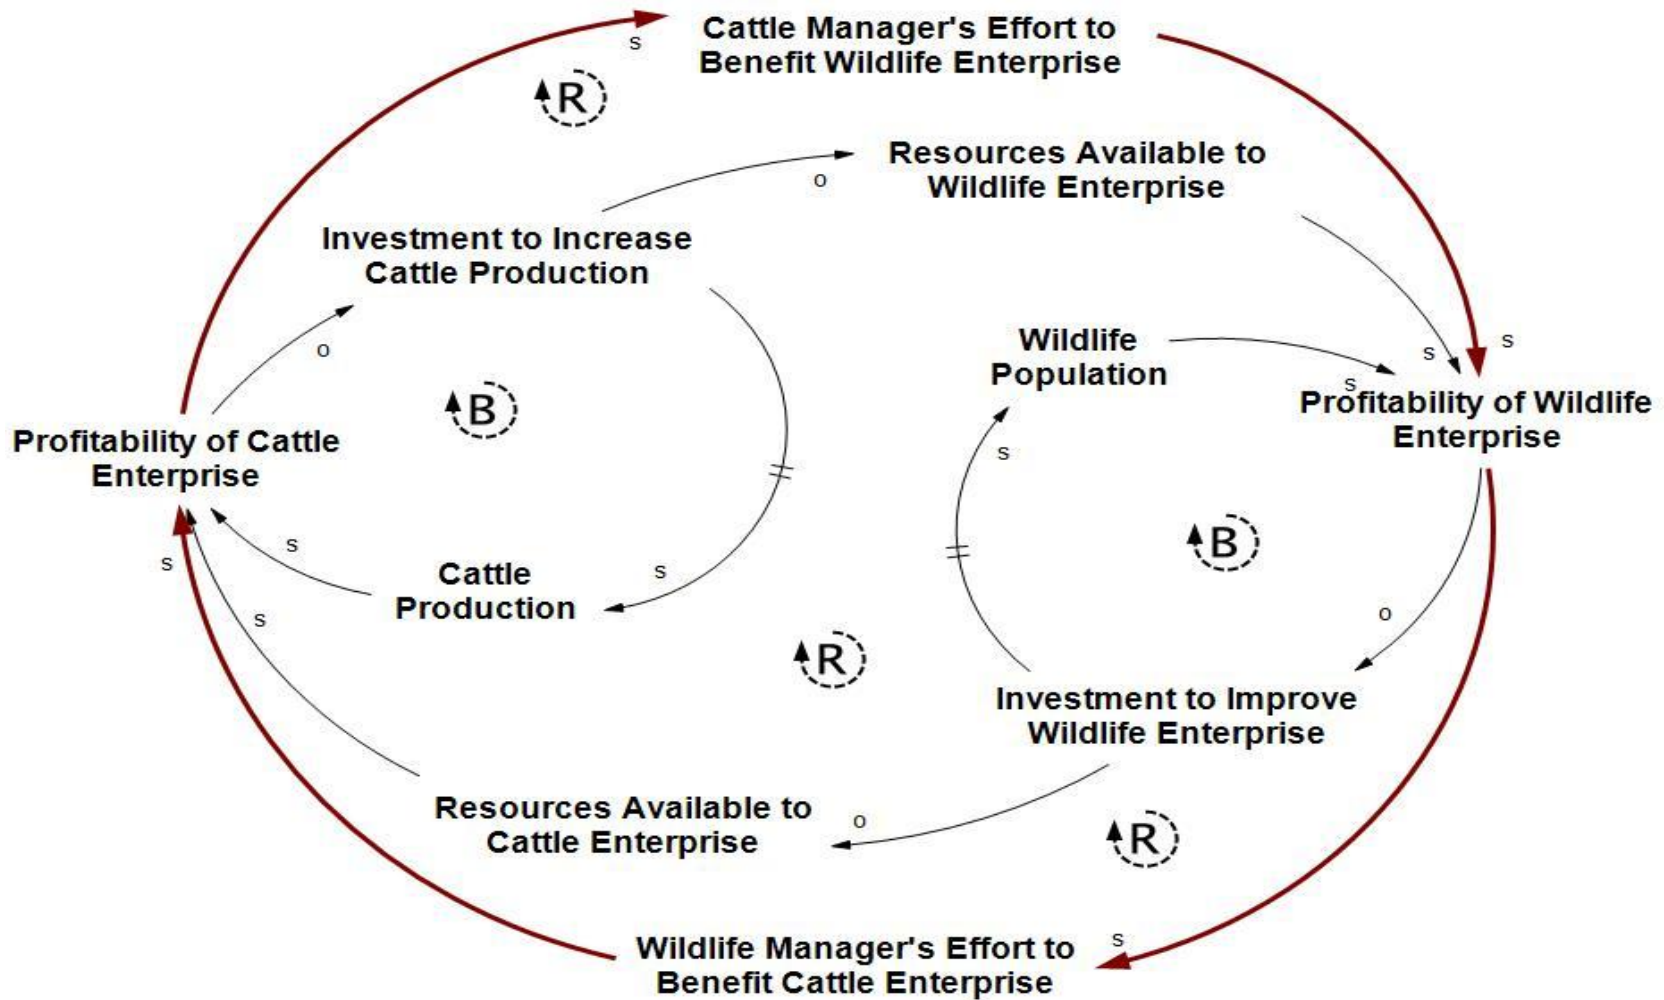 Cattle Manager's Effort to
Benefit Wildlife Enterprise
s
R
Resources Available to
Wildlife Enterprise
o
Investment to Increase
Cattle Production
o
Wildlife
Population
s
s
s
s
Profitability of Wildlife
Enterprise
B
Profitability of Cattle
Enterprise
s
s
s
Cattle
Production
s
B
o
s
R
Investment to Improve
Wildlife Enterprise
Resources Available to
Cattle Enterprise
o
R
Wildlife Manager's Effort to
Benefit Cattle Enterprise
s